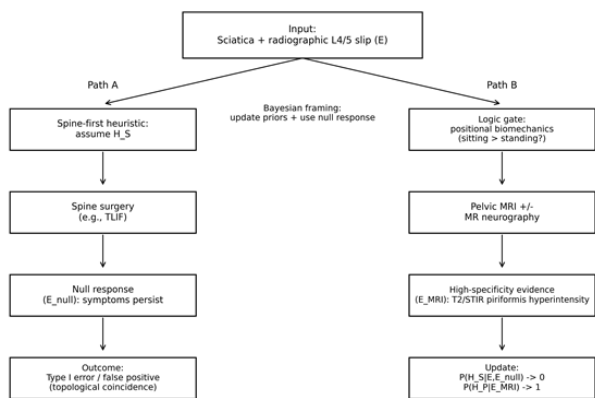 Input:
Sciatica + radiographic L4/5 slip (E)
Path A
Path B
Bayesian framing:
update priors + use null response
Spine-first heuristic:
assume H_S
Logic gate:
positional biomechanics
(sitting > standing?)
Spine surgery
(e.g., TLIF)
Pelvic MRI +/-
MR neurography
Null response
(E_null): symptoms persist
High-specificity evidence
(E_MRI): T2/STIR piriformis hyperintensity
Outcome:
Type I error / false positive
(topological coincidence)
Update:
P(H_S|E,E_null) -> 0
P(H_P|E_MRI) -> 1